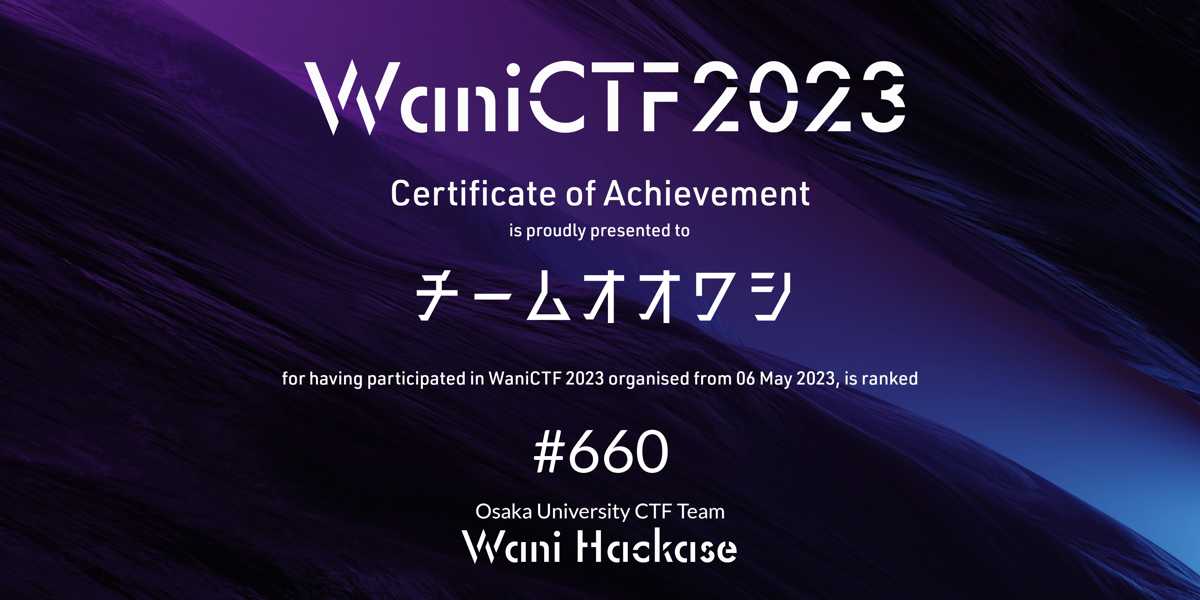 WaniCTF2023
Certificate of Achievement
is proudly presented to
チームオオワシ
for having participated in WaniCTF 2023 organised from 06 May 2023, is ranked
#660
Osaka University CTF Team
Wani Hackase